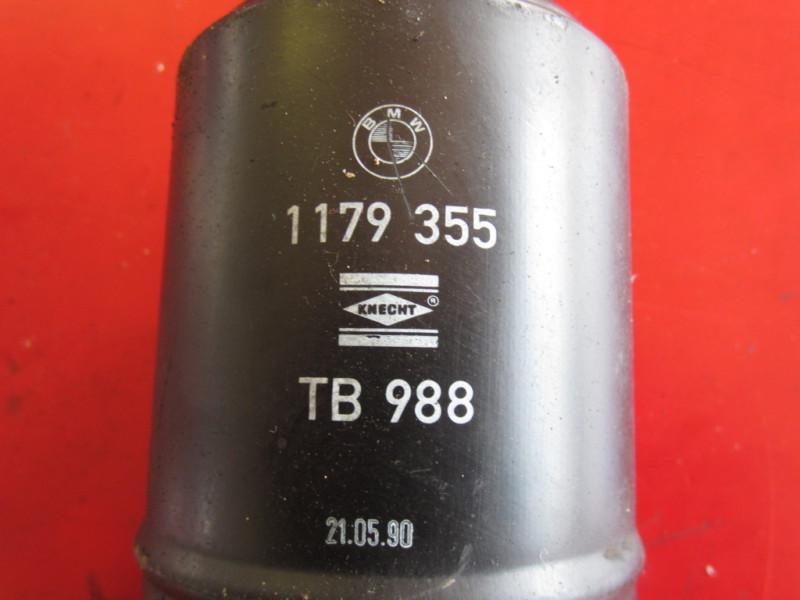 BMW
1179 355
KNECHT ®
TB 988
21.05.90